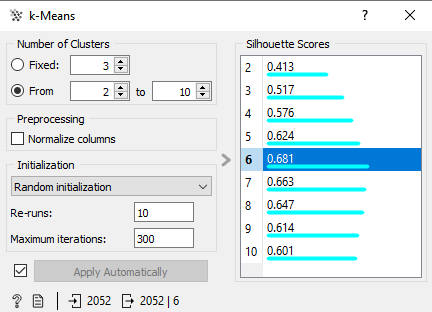 k-Means
?
Number of Clusters
Fixed: 3
From 2 to 10
Preprocessing
Normalize columns
Initialization
Random initialization
Re-runs: 10
Maximum iterations: 300
Apply Automatically
? 2052 2052 | 6
Silhouette Scores
2 0.413
3 0.517
4 0.576
5 0.624
6 0.681
7 0.663
8 0.647
9 0.614
10 0.601